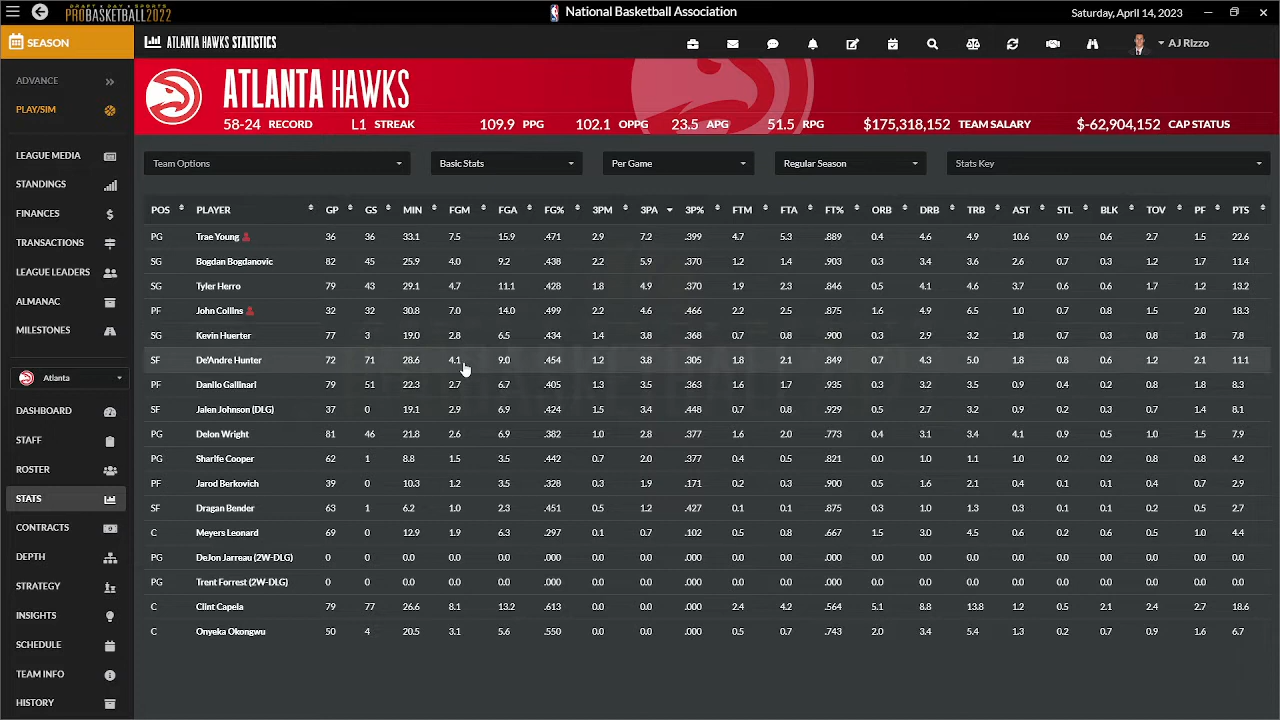 DRAFT • DAY • SPORTS
PROBASKETBALL2022
National Basketball Association
Saturday, April 14, 2023
SEASON
ATLANTA HAWKS STATISTICS
AJ Rizzo
ADVANCE
PLAY/SIM
LEAGUE MEDIA
STANDINGS
FINANCES
TRANSACTIONS
LEAGUE LEADERS
ALMANAC
MILESTONES
Atlanta
DASHBOARD
STAFF
ROSTER
STATS
CONTRACTS
DEPTH
STRATEGY
INSIGHTS
SCHEDULE
TEAM INFO
HISTORY
ATLANTA HAWKS
58-24 RECORD L1 STREAK 109.9 PPG 102.1 OPPG 23.5 APG 51.5 RPG $175,318,152 TEAM SALARY $-62,904,152 CAP STATUS
Team Options Basic Stats Per Game Regular Season Stats Key
POS PLAYER GP GS MIN FGM FGA FG% 3PM 3PA 3P% FTM FTA FT% ORB DRB TRB AST STL BLK TOV PF PTS
PG Trae Young 36 36 33.1 7.5 15.9 .471 2.9 7.2 .399 4.7 5.3 .889 0.4 4.6 4.9 10.6 0.9 0.6 2.7 1.5 22.6
SG Bogdan Bogdanovic 82 45 25.9 4.0 9.2 .438 2.2 5.9 .370 1.2 1.4 .903 0.3 3.4 3.6 2.6 0.7 0.3 1.2 1.7 11.4
SG Tyler Herro 79 43 29.1 4.7 11.1 .428 1.8 4.9 .370 1.9 2.3 .846 0.5 4.1 4.6 3.7 0.6 0.6 1.7 1.2 13.2
PF John Collins 32 32 30.8 7.0 14.0 .499 2.2 4.6 .466 2.2 2.5 .875 1.6 4.9 6.5 1.0 0.7 0.8 1.5 2.0 18.3
SG Kevin Huerter 77 3 19.0 2.8 6.5 .434 1.4 3.8 .368 0.7 0.8 .900 0.3 2.9 3.2 1.8 0.7 0.3 0.8 1.8 7.8
SF De'Andre Hunter 72 71 28.6 4.1 9.0 .454 1.2 3.8 .305 1.8 2.1 .849 0.7 4.3 5.0 1.8 0.8 0.6 1.2 2.1 11.1
PF Danilo Gallinari 79 51 22.3 2.7 6.7 .405 1.3 3.5 .363 1.6 1.7 .935 0.3 3.2 3.5 0.9 0.4 0.2 0.8 1.8 8.3
SF Jalen Johnson (DLG) 37 0 19.1 2.9 6.9 .424 1.5 3.4 .448 0.7 0.8 .929 0.5 2.7 3.2 0.9 0.2 0.3 0.7 1.4 8.1
PG Delon Wright 81 46 21.8 2.6 6.9 .382 1.0 2.8 .377 1.6 2.0 .773 0.4 3.1 3.4 4.1 0.9 0.5 1.0 1.5 7.9
PG Sharife Cooper 62 1 8.8 1.5 3.5 .442 0.7 2.0 .377 0.4 0.5 .821 0.0 1.0 1.1 1.0 0.2 0.2 0.8 0.8 4.2
PF Jarod Berkovich 39 0 10.3 1.2 3.5 .328 0.3 1.9 .171 0.3 0.3 .900 0.5 1.6 2.1 0.4 0.1 0.1 0.4 0.7 2.9
SF Dragan Bender 63 1 6.2 1.0 2.3 .451 0.5 1.2 .427 0.1 0.1 .875 0.3 1.0 1.3 0.3 0.1 0.1 0.2 0.5 2.7
C Meyers Leonard 69 0 12.9 1.9 6.3 .297 0.1 0.7 .102 0.5 0.8 .667 1.5 3.0 4.5 0.6 0.2 0.6 0.5 1.0 4.4
PG DeJon Jarreau (2W-DLG) 0 0 0.0 0.0 0.0 .000 0.0 0.0 .000 0.0 0.0 .000 0.0 0.0 0.0 0.0 0.0 0.0 0.0 0.0 0.0
PG Trent Forrest (2W-DLG) 0 0 0.0 0.0 0.0 .000 0.0 0.0 .000 0.0 0.0 .000 0.0 0.0 0.0 0.0 0.0 0.0 0.0 0.0 0.0
C Clint Capela 79 77 26.6 8.1 13.2 .613 0.0 0.0 .000 2.4 4.2 .564 5.1 8.8 13.8 1.2 0.5 2.1 2.4 2.7 18.6
C Onyeka Okongwu 50 4 20.5 3.1 5.6 .550 0.0 0.0 .000 0.5 0.7 .743 2.0 3.4 5.4 1.3 0.2 0.7 0.9 1.6 6.7